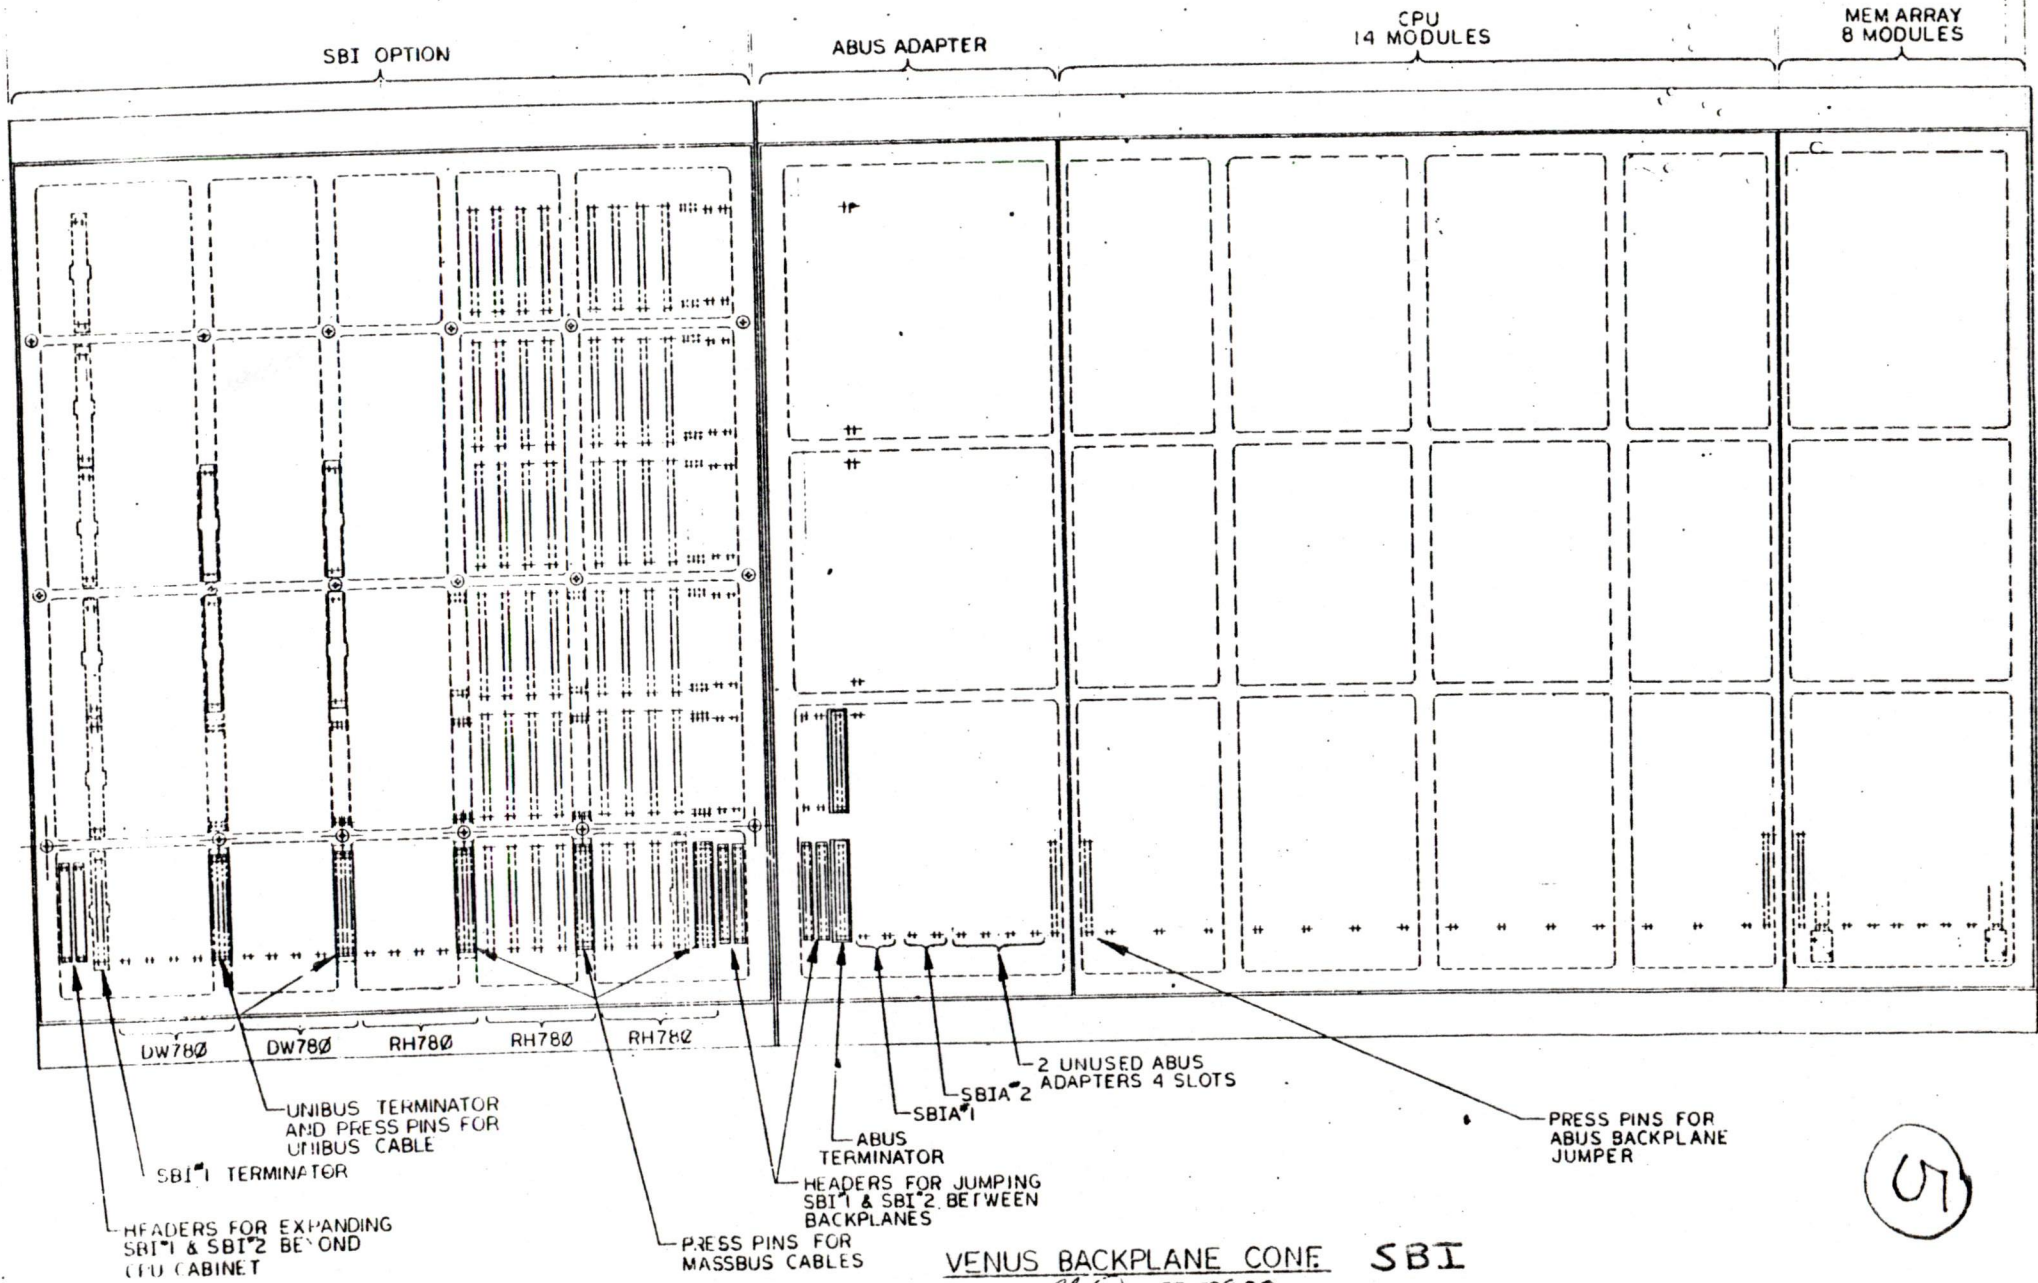 SBI OPTION
ABUS ADAPTER
CPU
14 MODULES
MEM ARRAY
8 MODULES
DW780
DW780
RH780
RH780
RH780
UNIBUS TERMINATOR
AND PRESS PINS FOR
UNIBUS CABLE
SBI#1 TERMINATOR
HEADERS FOR EXPANDING
SBI#1 & SBI#2 BEYOND
CPU CABINET
PRESS PINS FOR
MASSBUS CABLES
HEADERS FOR JUMPING
SBI#1 & SBI#2 BETWEEN
BACKPLANES
ABUS
TERMINATOR
SBIA#1
SBIA#2
2 UNUSED ABUS
ADAPTERS 4 SLOTS
PRESS PINS FOR
ABUS BACKPLANE
JUMPER
VENUS BACKPLANE CONF. SBI
5